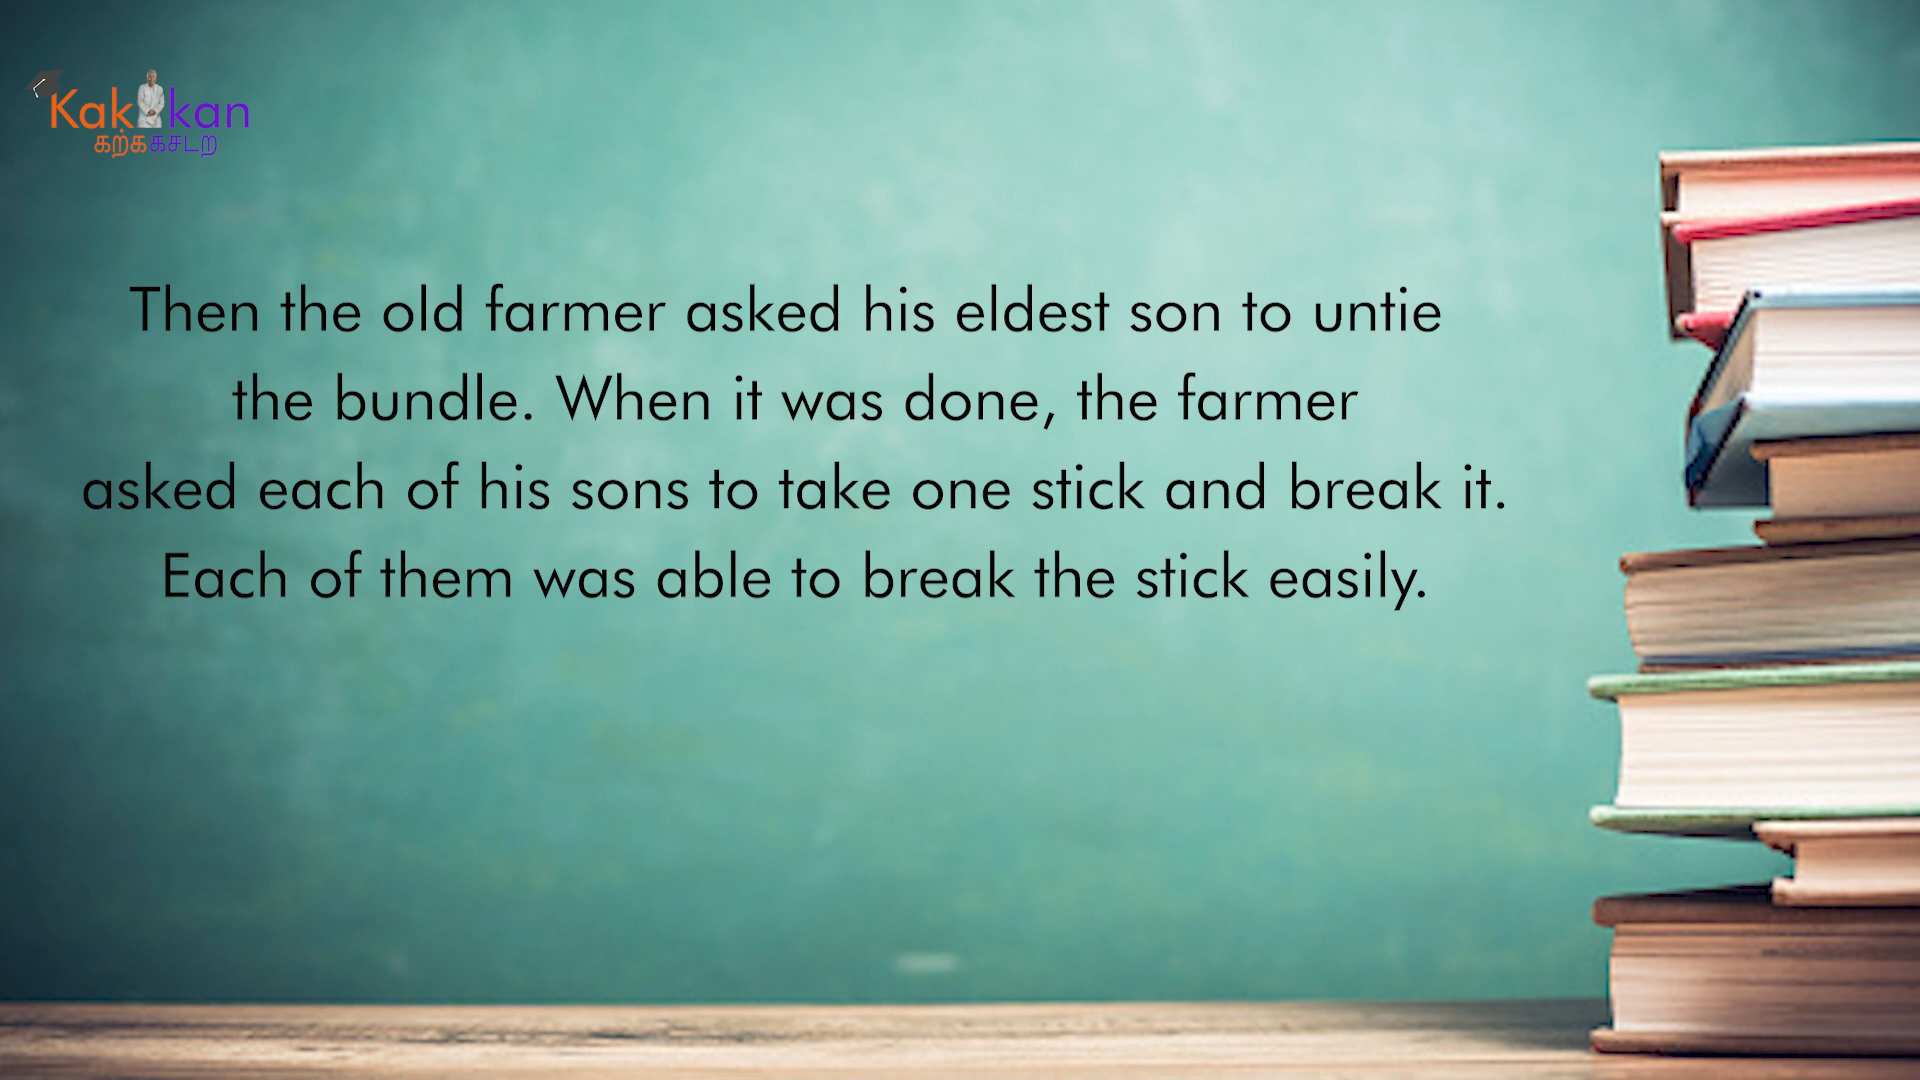 Kak kan
கற்க கசடற
Then the old farmer asked his eldest son to untie
the bundle. When it was done, the farmer
asked each of his sons to take one stick and break it.
Each of them was able to break the stick easily.